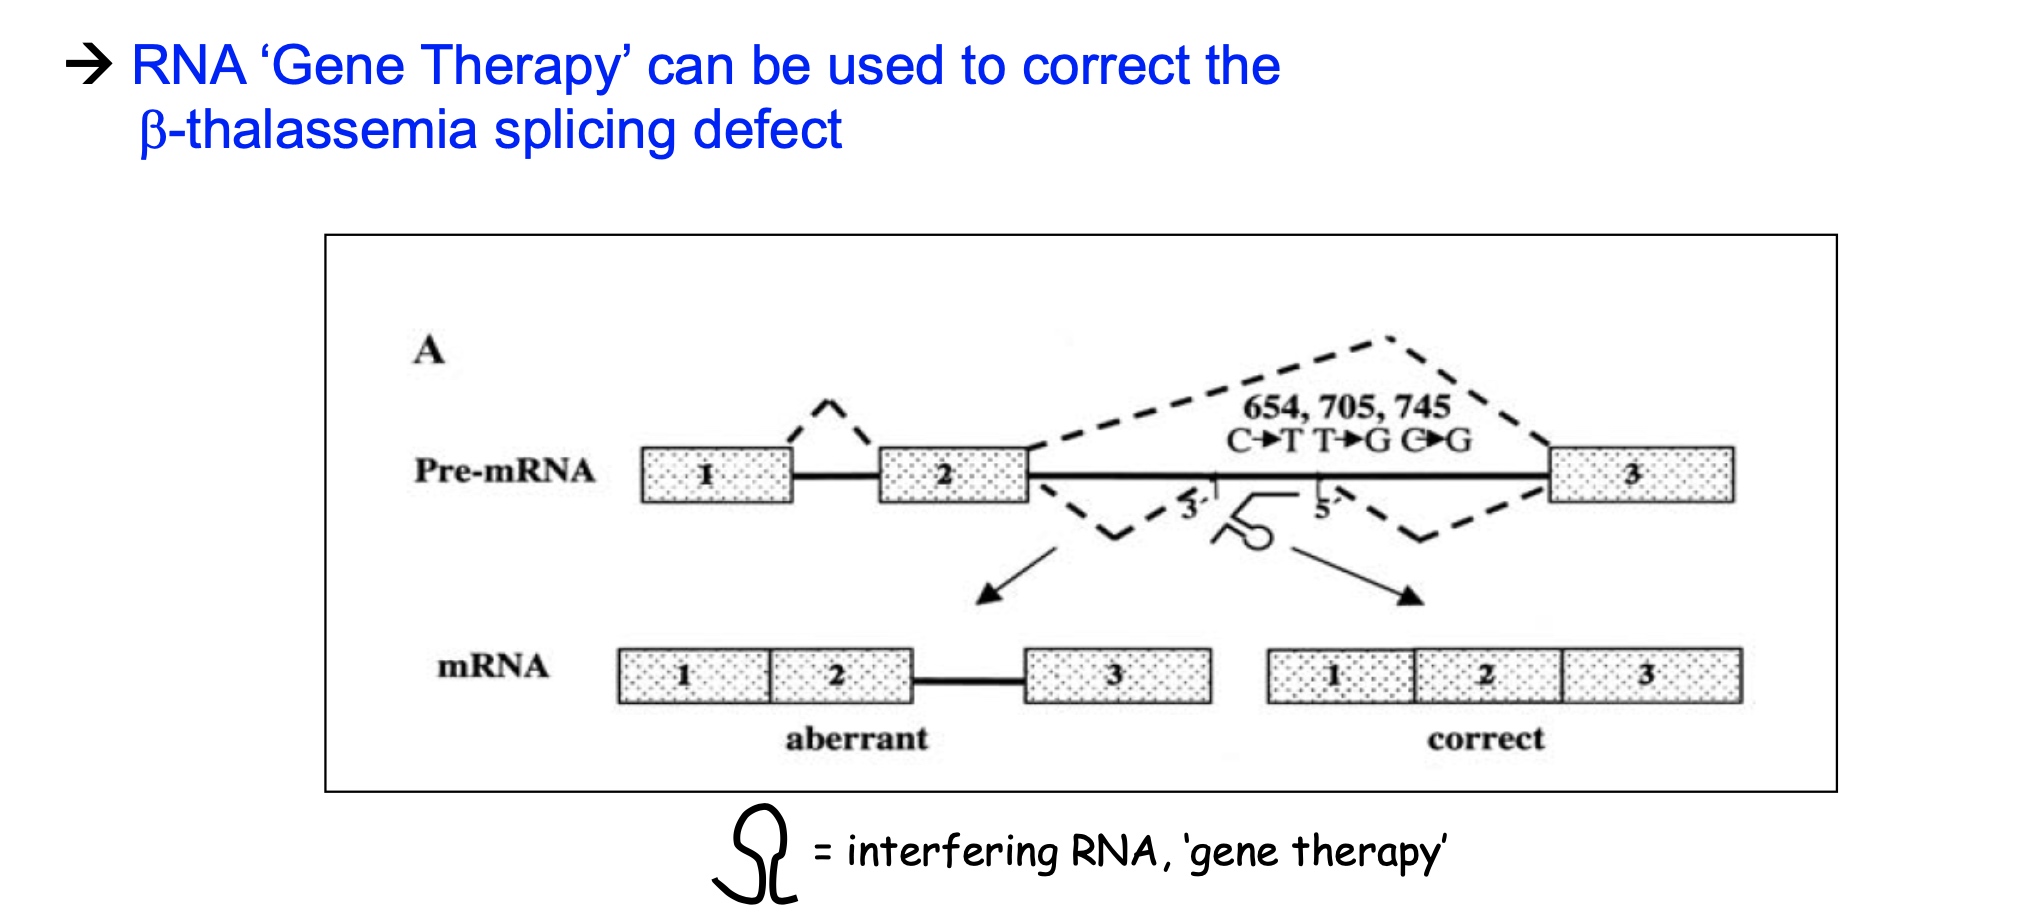 → RNA ‘Gene Therapy’ can be used to correct the
β-thalassemia splicing defect
A
654, 705, 745
C→T T→G C→G
Pre-mRNA 1 2 3
3' 5'
mRNA 1 2 3 1 2 3
aberrant correct
= interfering RNA, ‘gene therapy’